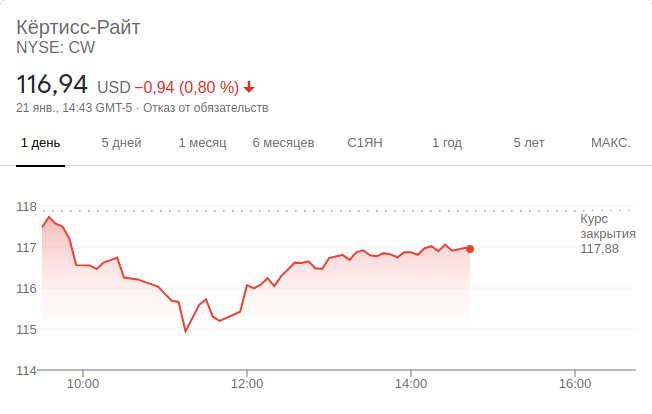 Кёртисс-Райт
NYSE: CW
116,94 USD −0,94 (0,80 %)
21 янв., 14:43 GMT-5 · Отказ от обязательств
1 день 5 дней 1 месяц 6 месяцев С1ЯН 1 год 5 лет МАКС.
118
Курс
закрытия
117,88
117
116
115
114
10:00 12:00 14:00 16:00